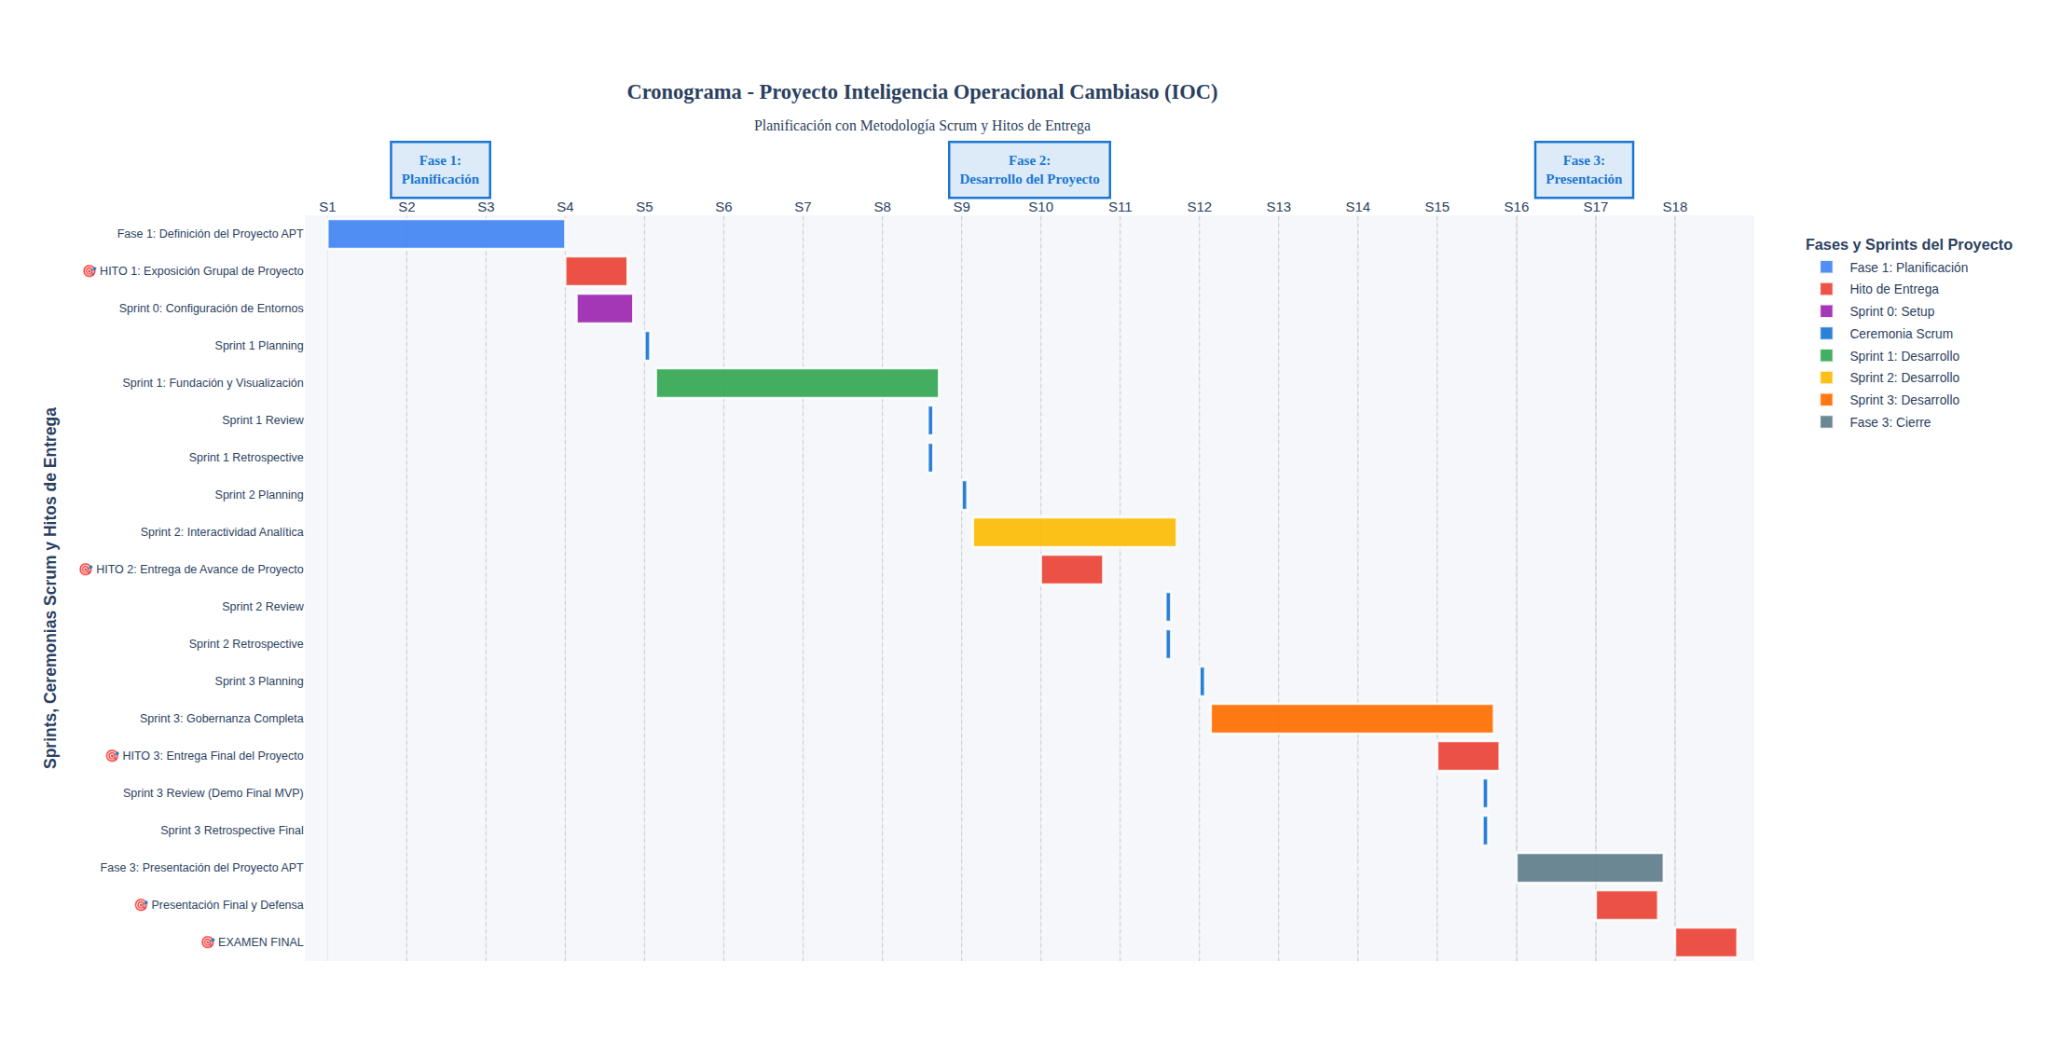 Cronograma - Proyecto Inteligencia Operacional Cambiaso (IOC)
Planificación con Metodología Scrum y Hitos de Entrega
Fase 1:
Planificación
Fase 2:
Desarrollo del Proyecto
Fase 3:
Presentación
S1 S2 S3 S4 S5 S6 S7 S8 S9 S10 S11 S12 S13 S14 S15 S16 S17 S18
Sprints, Ceremonias Scrum y Hitos de Entrega
Fase 1: Definición del Proyecto APT
🎯 HITO 1: Exposición Grupal de Proyecto
Sprint 0: Configuración de Entornos
Sprint 1 Planning
Sprint 1: Fundación y Visualización
Sprint 1 Review
Sprint 1 Retrospective
Sprint 2 Planning
Sprint 2: Interactividad Analítica
🎯 HITO 2: Entrega de Avance de Proyecto
Sprint 2 Review
Sprint 2 Retrospective
Sprint 3 Planning
Sprint 3: Gobernanza Completa
🎯 HITO 3: Entrega Final del Proyecto
Sprint 3 Review (Demo Final MVP)
Sprint 3 Retrospective Final
Fase 3: Presentación del Proyecto APT
🎯 Presentación Final y Defensa
🎯 EXAMEN FINAL
Fases y Sprints del Proyecto
Fase 1: Planificación
Hito de Entrega
Sprint 0: Setup
Ceremonia Scrum
Sprint 1: Desarrollo
Sprint 2: Desarrollo
Sprint 3: Desarrollo
Fase 3: Cierre